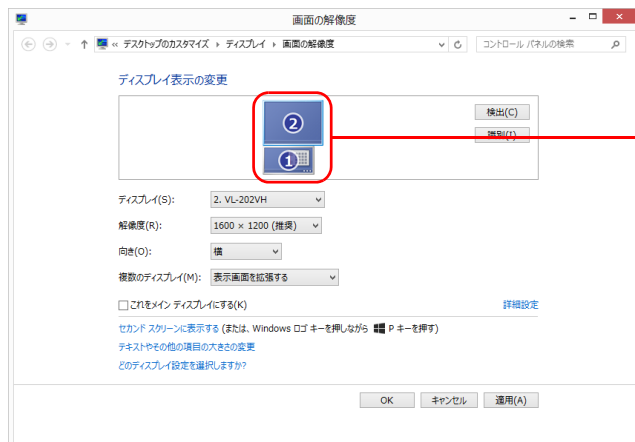 画面の解像度
« デスクトップのカスタマイズ ▸ ディスプレイ ▸ 画面の解像度
コントロール パネルの検索
ディスプレイ表示の変更
2
1
検出(C)
識別(I)
ディスプレイ(S): 2. VL-202VH
解像度(R): 1600 × 1200 (推奨)
向き(O): 横
複数のディスプレイ(M): 表示画面を拡張する
これをメイン ディスプレイにする(K) 詳細設定
セカンド スクリーンに表示する (または、Windows ロゴ キーを押しながら P キーを押す)
テキストやその他の項目の大きさの変更
どのディスプレイ設定を選択しますか?
OK キャンセル 適用(A)